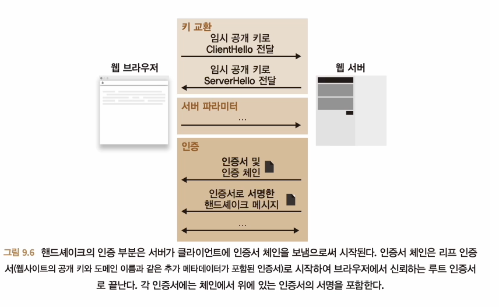 키 교환
임시 공개 키로
ClientHello 전달
임시 공개 키로
ServerHello 전달
웹 브라우저
웹 서버
서버 파라미터
...
인증
인증서 및
인증 체인
인증서로 서명한
핸드셰이크 메시지
...
그림 9.6 핸드셰이크의 인증 부분은 서버가 클라이언트에 인증서 체인을 보냄으로써 시작된다. 인증서 체인은 리프 인증
서(웹사이트의 공개 키와 도메인 이름과 같은 추가 메타데이터가 포함된 인증서)로 시작하여 브라우저에서 신뢰하는 루트 인증서
로 끝난다. 각 인증서에는 체인에서 위에 있는 인증서의 서명을 포함한다.